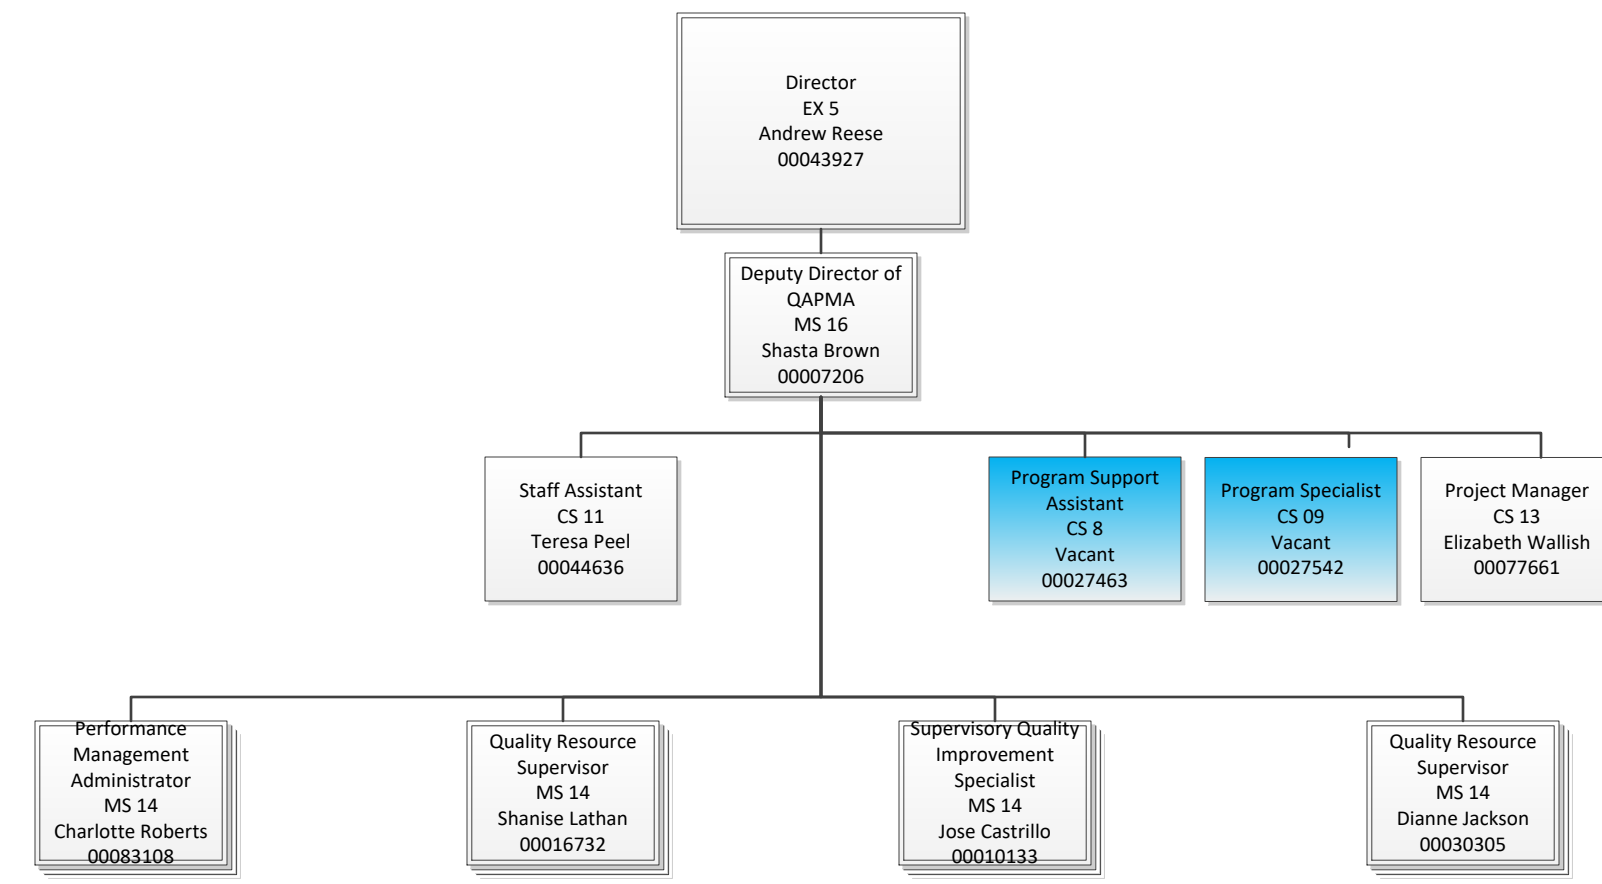 Director
EX 5
Andrew Reese
00043927
Deputy Director of
QAPMA
MS 16
Shasta Brown
00007206
Staff Assistant
CS 11
Teresa Peel
00044636
Program Support
Assistant
CS 8
Vacant
00027463
Program Specialist
CS 09
Vacant
00027542
Project Manager
CS 13
Elizabeth Wallish
00077661
Performance
Management
Administrator
MS 14
Charlotte Roberts
00083108
Quality Resource
Supervisor
MS 14
Shanise Lathan
00016732
Supervisory Quality
Improvement
Specialist
MS 14
Jose Castrillo
00010133
Quality Resource
Supervisor
MS 14
Dianne Jackson
00030305